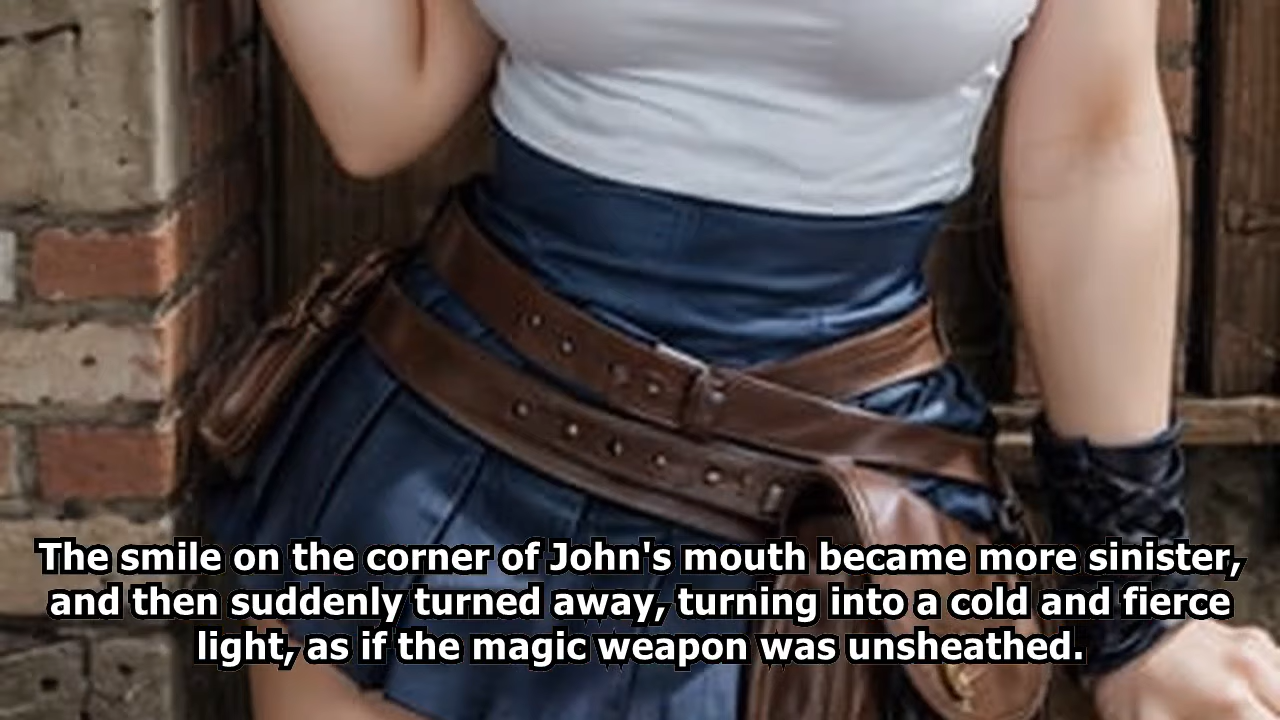 The smile on the corner of John's mouth became more sinister,
and then suddenly turned away, turning into a cold and fierce
light, as if the magic weapon was unsheathed.